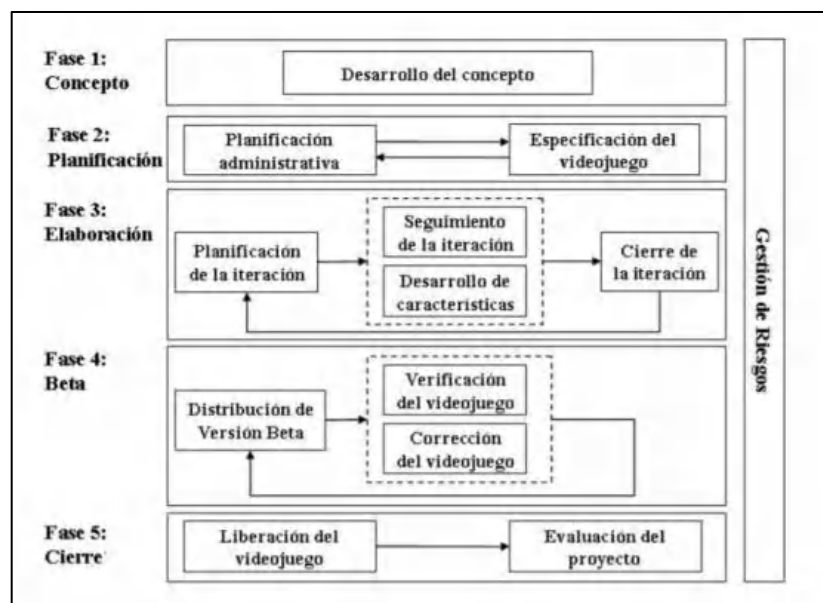 Fase 1:
Concepto
Desarrollo del concepto
Fase 2:
Planificación
Planificación
administrativa
Especificación del
videojuego
Fase 3:
Elaboración
Planificación
de la iteración
Seguimiento
de la iteración
Desarrollo de
características
Cierre de
la iteración
Fase 4:
Beta
Distribución de
Versión Beta
Verificación
del videojuego
Corrección
del videojuego
Fase 5:
Cierre
Liberación del
videojuego
Evaluación del
proyecto
Gestión de Riesgos